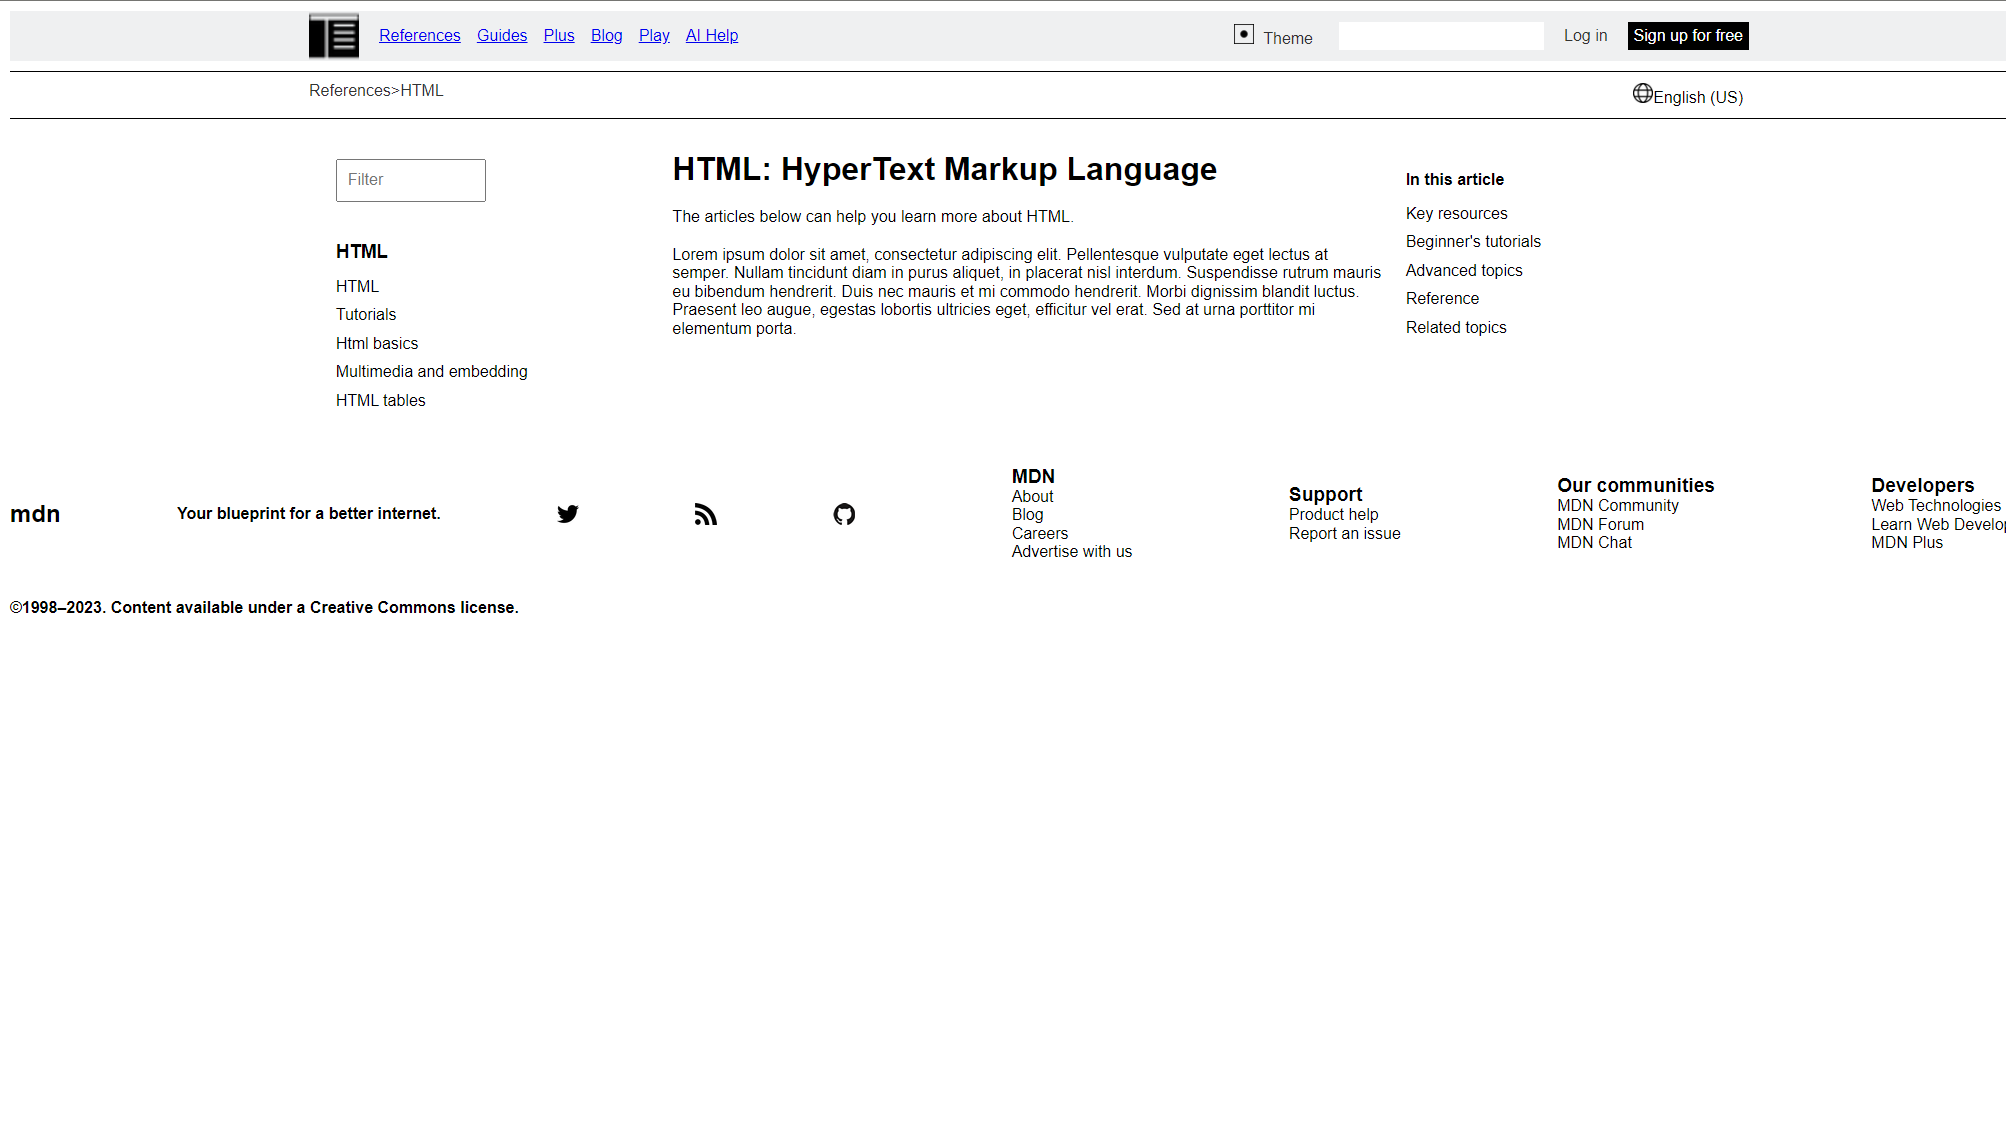 References Guides Plus Blog Play AI Help Theme Log in Sign up for free
References>HTML English (US)
Filter
HTML
HTML
Tutorials
Html basics
Multimedia and embedding
HTML tables
HTML: HyperText Markup Language
The articles below can help you learn more about HTML.
Lorem ipsum dolor sit amet, consectetur adipiscing elit. Pellentesque vulputate eget lectus at
semper. Nullam tincidunt diam in purus aliquet, in placerat nisl interdum. Suspendisse rutrum mauris
eu bibendum hendrerit. Duis nec mauris et mi commodo hendrerit. Morbi dignissim blandit luctus.
Praesent leo augue, egestas lobortis ultricies eget, efficitur vel erat. Sed at urna porttitor mi
elementum porta.
In this article
Key resources
Beginner's tutorials
Advanced topics
Reference
Related topics
mdn
Your blueprint for a better internet.
MDN
About
Blog
Careers
Advertise with us
Support
Product help
Report an issue
Our communities
MDN Community
MDN Forum
MDN Chat
Developers
Web Technologies
Learn Web
MDN Plus
©1998–2023. Content available under a Creative Commons license.